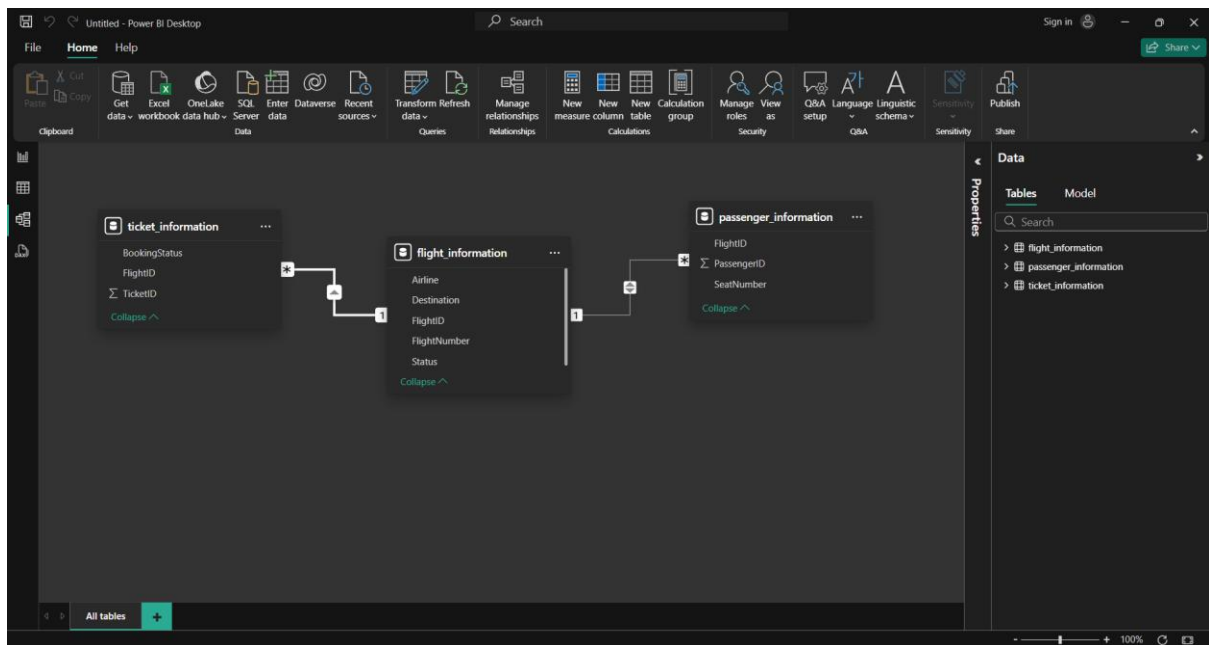 Untitled - Power BI Desktop
Search
Sign in
File Home Help
Share
Paste
Cut
Copy
Get data
Excel workbook
OneLake data hub
SQL Server
Enter data
Dataverse
Recent sources
Transform data
Refresh
Manage relationships
New measure
New column
New table
Calculation group
Manage roles
View as
Q&A setup
Language
Linguistic schema
Sensitivity
Publish
Clipboard
Data
Queries
Relationships
Calculations
Security
Q&A
Sensitivity
Share
ticket_information
BookingStatus
FlightID
∑ TicketID
Collapse
*
1
flight_information
Airline
Destination
FlightID
FlightNumber
Status
Collapse
1
*
passenger_information
FlightID
∑ PassengerID
SeatNumber
Collapse
Properties
Data
Tables Model
Search
flight_information
passenger_information
ticket_information
All tables
+
- + 100%